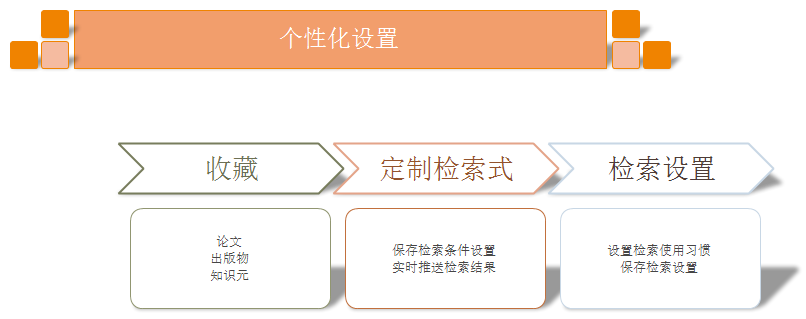 个性化设置
收藏
定制检索式
检索设置
论文
出版物
知识元
保存检索条件设置
实时推送检索结果
设置检索使用习惯
保存检索设置